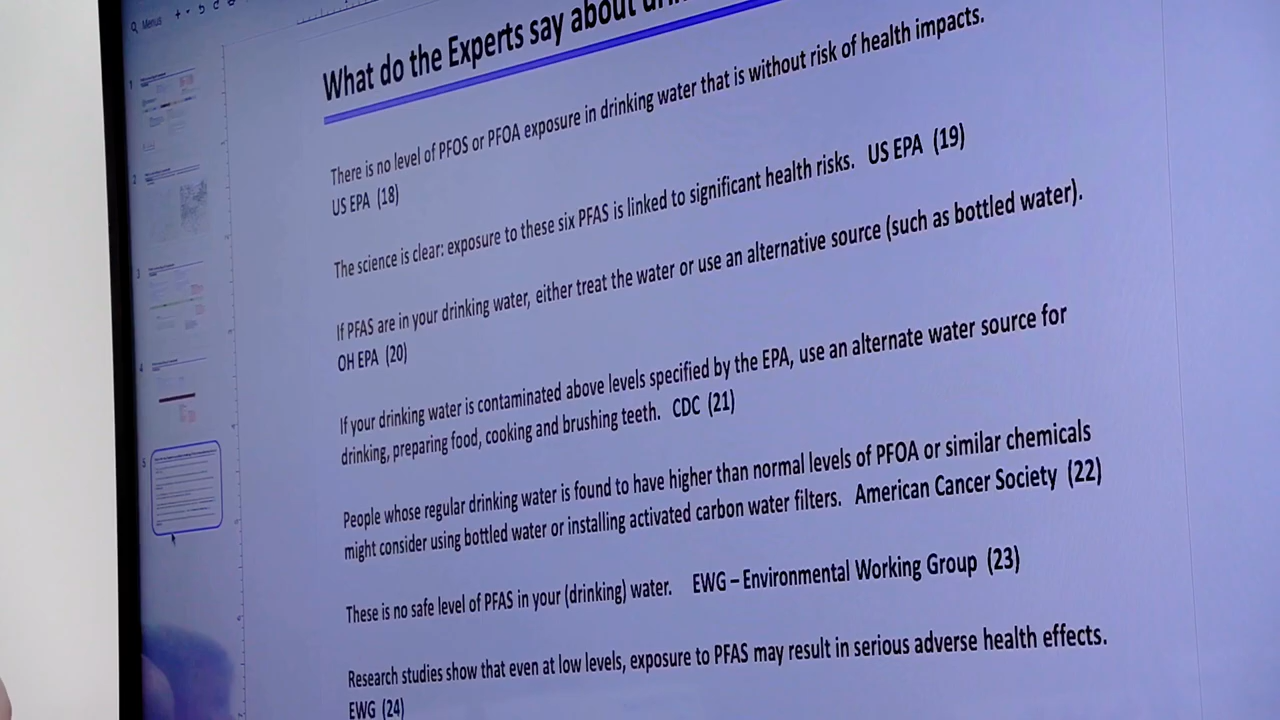 Menus
What do the Experts say about
There is no level of PFOS or PFOA exposure in drinking water that is without risk of health impacts.
US EPA (18)
The science is clear: exposure to these six PFAS is linked to significant health risks. US EPA (19)
If PFAS are in your drinking water, either treat the water or use an alternative source (such as bottled water).
OH EPA (20)
If your drinking water is contaminated above levels specified by the EPA, use an alternate water source for
drinking, preparing food, cooking and brushing teeth. CDC (21)
People whose regular drinking water is found to have higher than normal levels of PFOA or similar chemicals
might consider using bottled water or installing activated carbon water filters. American Cancer Society (22)
These is no safe level of PFAS in your (drinking) water. EWG – Environmental Working Group (23)
Research studies show that even at low levels, exposure to PFAS may result in serious adverse health effects.
EWG (24)
1
2
3
4
5